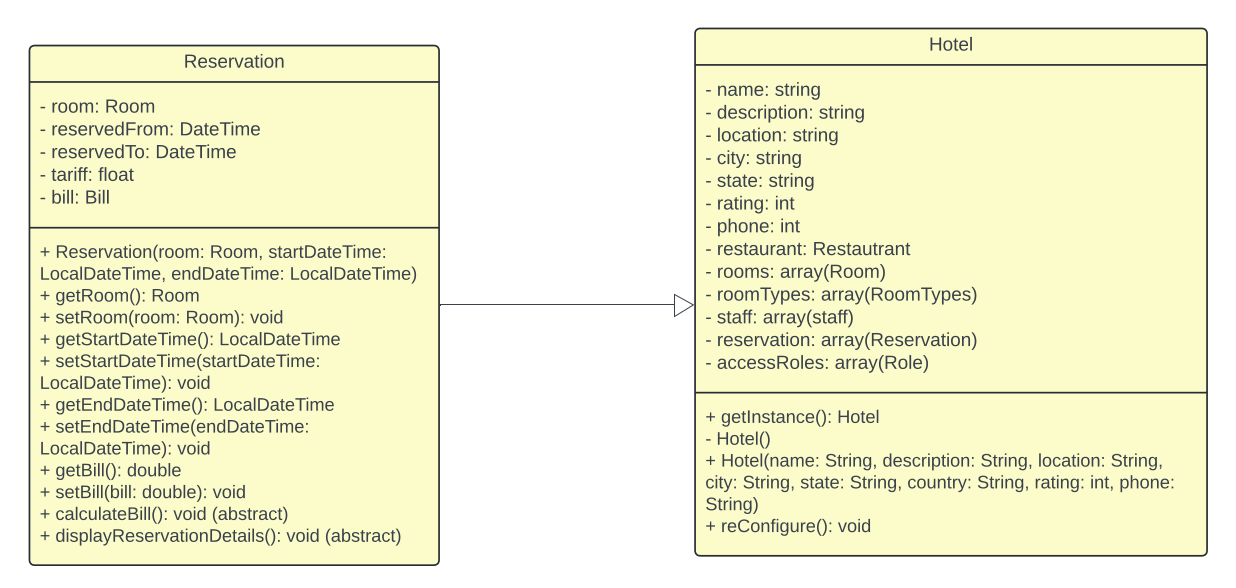 Reservation
- room: Room
- reservedFrom: DateTime
- reservedTo: DateTime
- tariff: float
- bill: Bill
+ Reservation(room: Room, startDateTime:
LocalDateTime, endDateTime: LocalDateTime)
+ getRoom(): Room
+ setRoom(room: Room): void
+ getStartDateTime(): LocalDateTime
+ setStartDateTime(startDateTime:
LocalDateTime): void
+ getEndDateTime(): LocalDateTime
+ setEndDateTime(endDateTime:
LocalDateTime): void
+ getBill(): double
+ setBill(bill: double): void
+ calculateBill(): void (abstract)
+ displayReservationDetails(): void (abstract)
Hotel
- name: string
- description: string
- location: string
- city: string
- state: string
- rating: int
- phone: int
- restaurant: Restautrant
- rooms: array(Room)
- roomTypes: array(RoomTypes)
- staff: array(staff)
- reservation: array(Reservation)
- accessRoles: array(Role)
+ getInstance(): Hotel
- Hotel()
+ Hotel(name: String, description: String, location: String,
city: String, state: String, country: String, rating: int, phone:
String)
+ reConfigure(): void